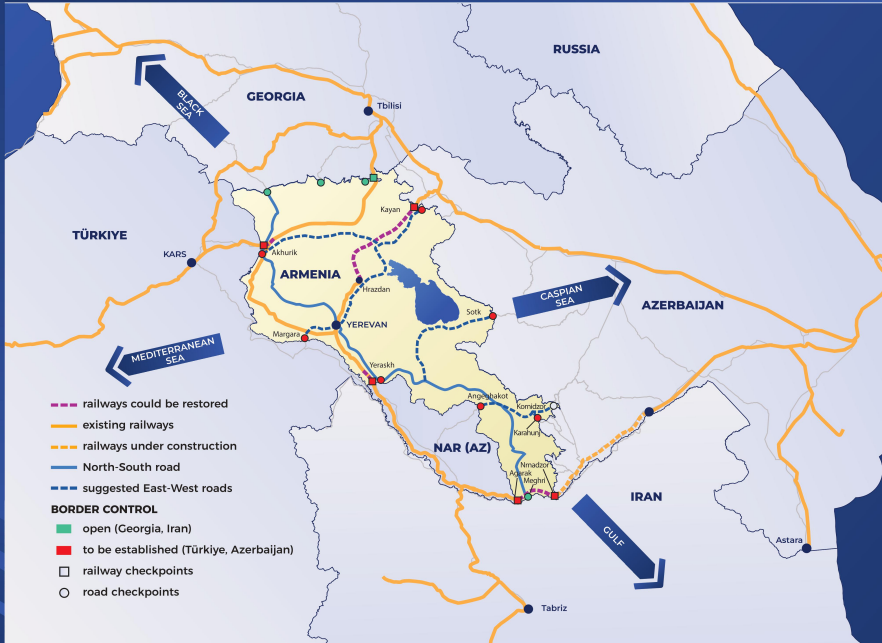 RUSSIA
BLACK
SEA
GEORGIA
Tbilisi
TÜRKIYE
KARS
Kayan
Akhurik
ARMENIA
Hrazdan
CASPIAN
SEA
AZERBAIJAN
Sotk
YEREVAN
Margara
MEDITERRANEAN
SEA
Yeraskh
Angeghakot
Kornidzor
Karahunj
NAR (AZ)
Nrnadzor
Agarak
Meghri
IRAN
GULF
Astara
Tabriz
railways could be restored
existing railways
railways under construction
North-South road
suggested East-West roads
BORDER CONTROL
open (Georgia, Iran)
to be established (Türkiye, Azerbaijan)
railway checkpoints
road checkpoints